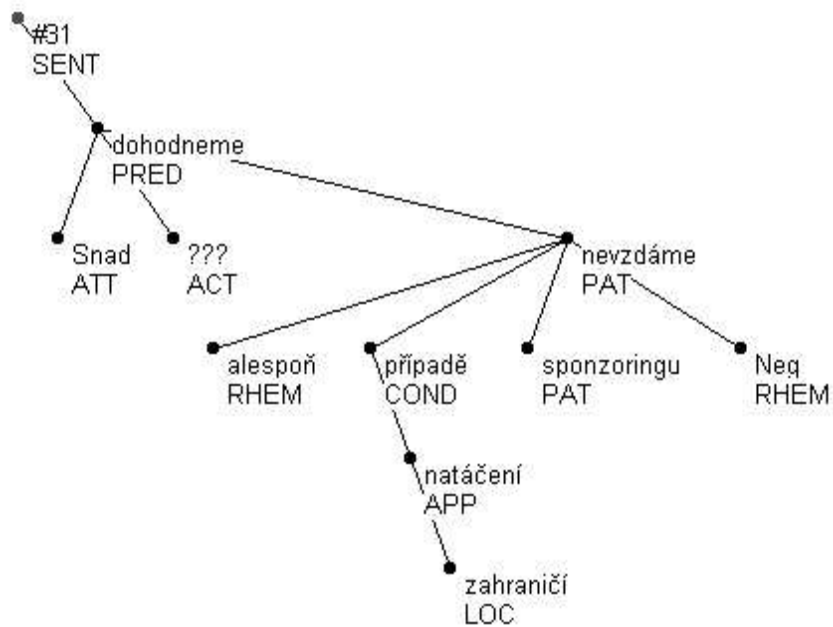 #31
SENT
dohodneme
PRED
Snad
ATT
???
ACT
nevzdáme
PAT
alespoň
RHEM
případě
COND
sponzoringu
PAT
Neg
RHEM
natáčení
APP
zahraničí
LOC